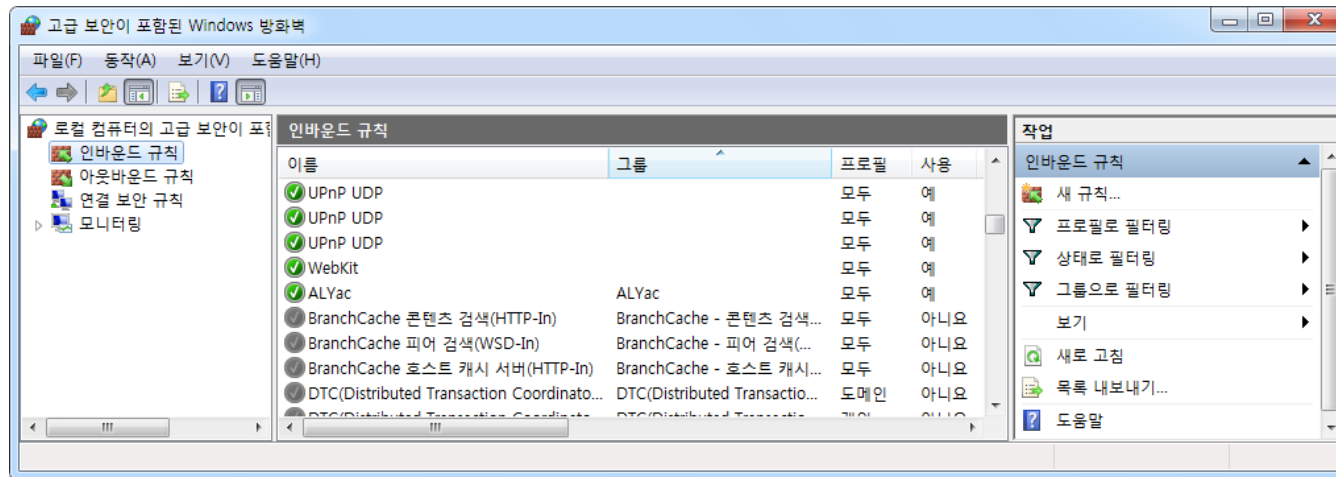 고급 보안이 포함된 Windows 방화벽
파일(F) 동작(A) 보기(V) 도움말(H)
로컬 컴퓨터의 고급 보안이
인바운드 규칙
아웃바운드 규칙
연결 보안 규칙
모니터링
인바운드 규칙
이름 그룹 프로필 사용
UPnP UDP 모두 예
UPnP UDP 모두 예
UPnP UDP 모두 예
WebKit 모두 예
ALYac ALYac 모두 예
BranchCache 콘텐츠 검색(HTTP-In) BranchCache - 콘텐츠 검색... 모두 아니요
BranchCache 피어 검색(WSD-In) BranchCache - 피어 검색(... 모두 아니요
BranchCache 호스트 캐시 서버(HTTP-In) BranchCache - 호스트 캐시... 모두 아니요
DTC(Distributed Transaction Coordinato... DTC(Distributed Transactio... 도메인 아니요
작업
인바운드 규칙
새 규칙...
프로필로 필터링
상태로 필터링
그룹으로 필터링
보기
새로 고침
목록 내보내기...
도움말